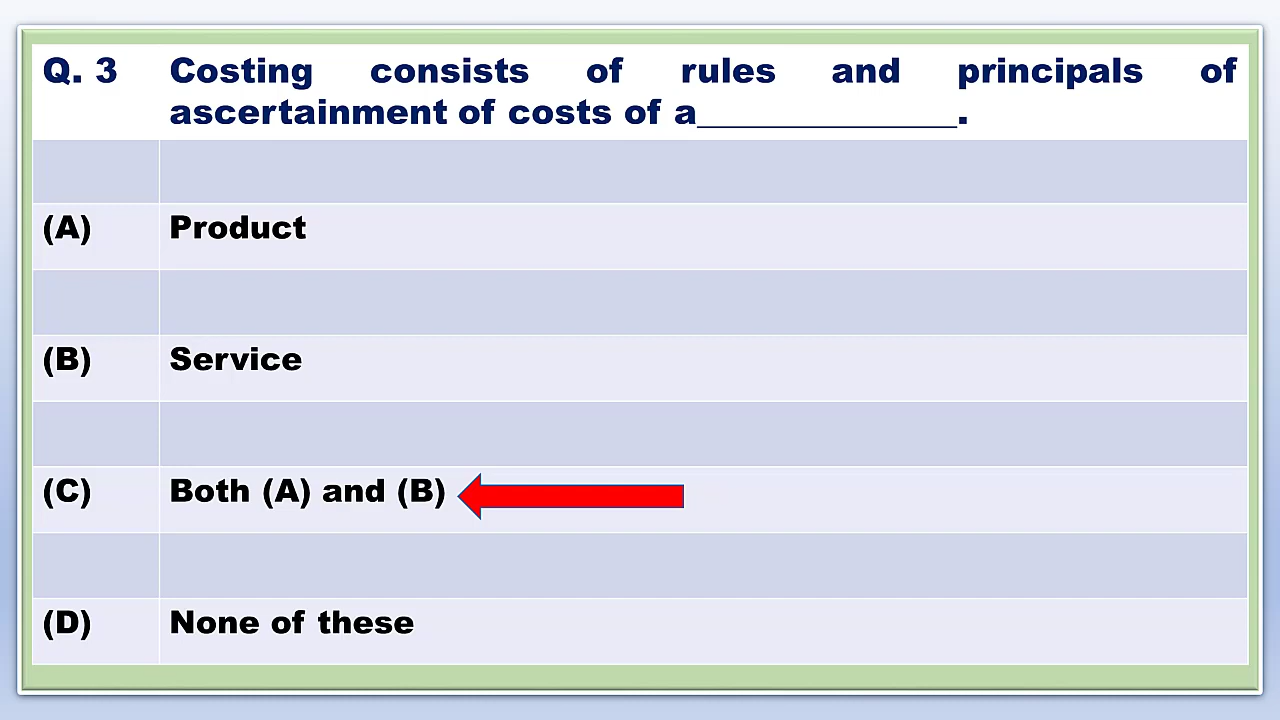 Q. 3 Costing consists of rules and principals of
ascertainment of costs of a_______________.
(A) Product
(B) Service
(C) Both (A) and (B)
(D) None of these